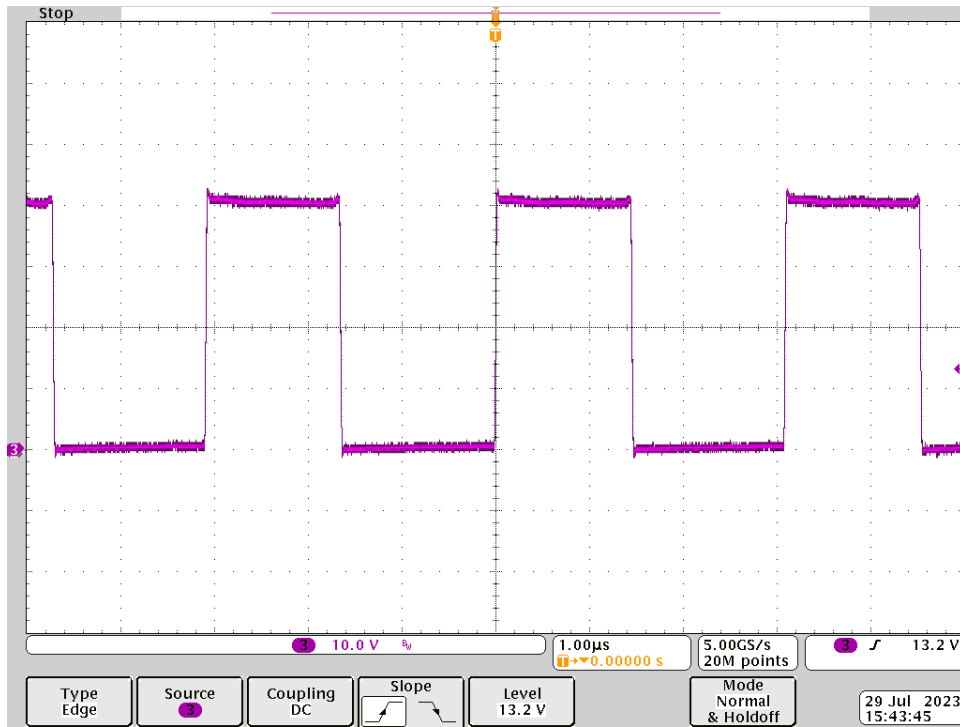 Stop
T
3
3 10.0 V BW
1.00µs
T→▼0.00000 s
5.00GS/s
20M points
3 13.2 V
Type
Edge
Source
3
Coupling
DC
Slope
Level
13.2 V
Mode
Normal
& Holdoff
29 Jul 2023
15:43:45